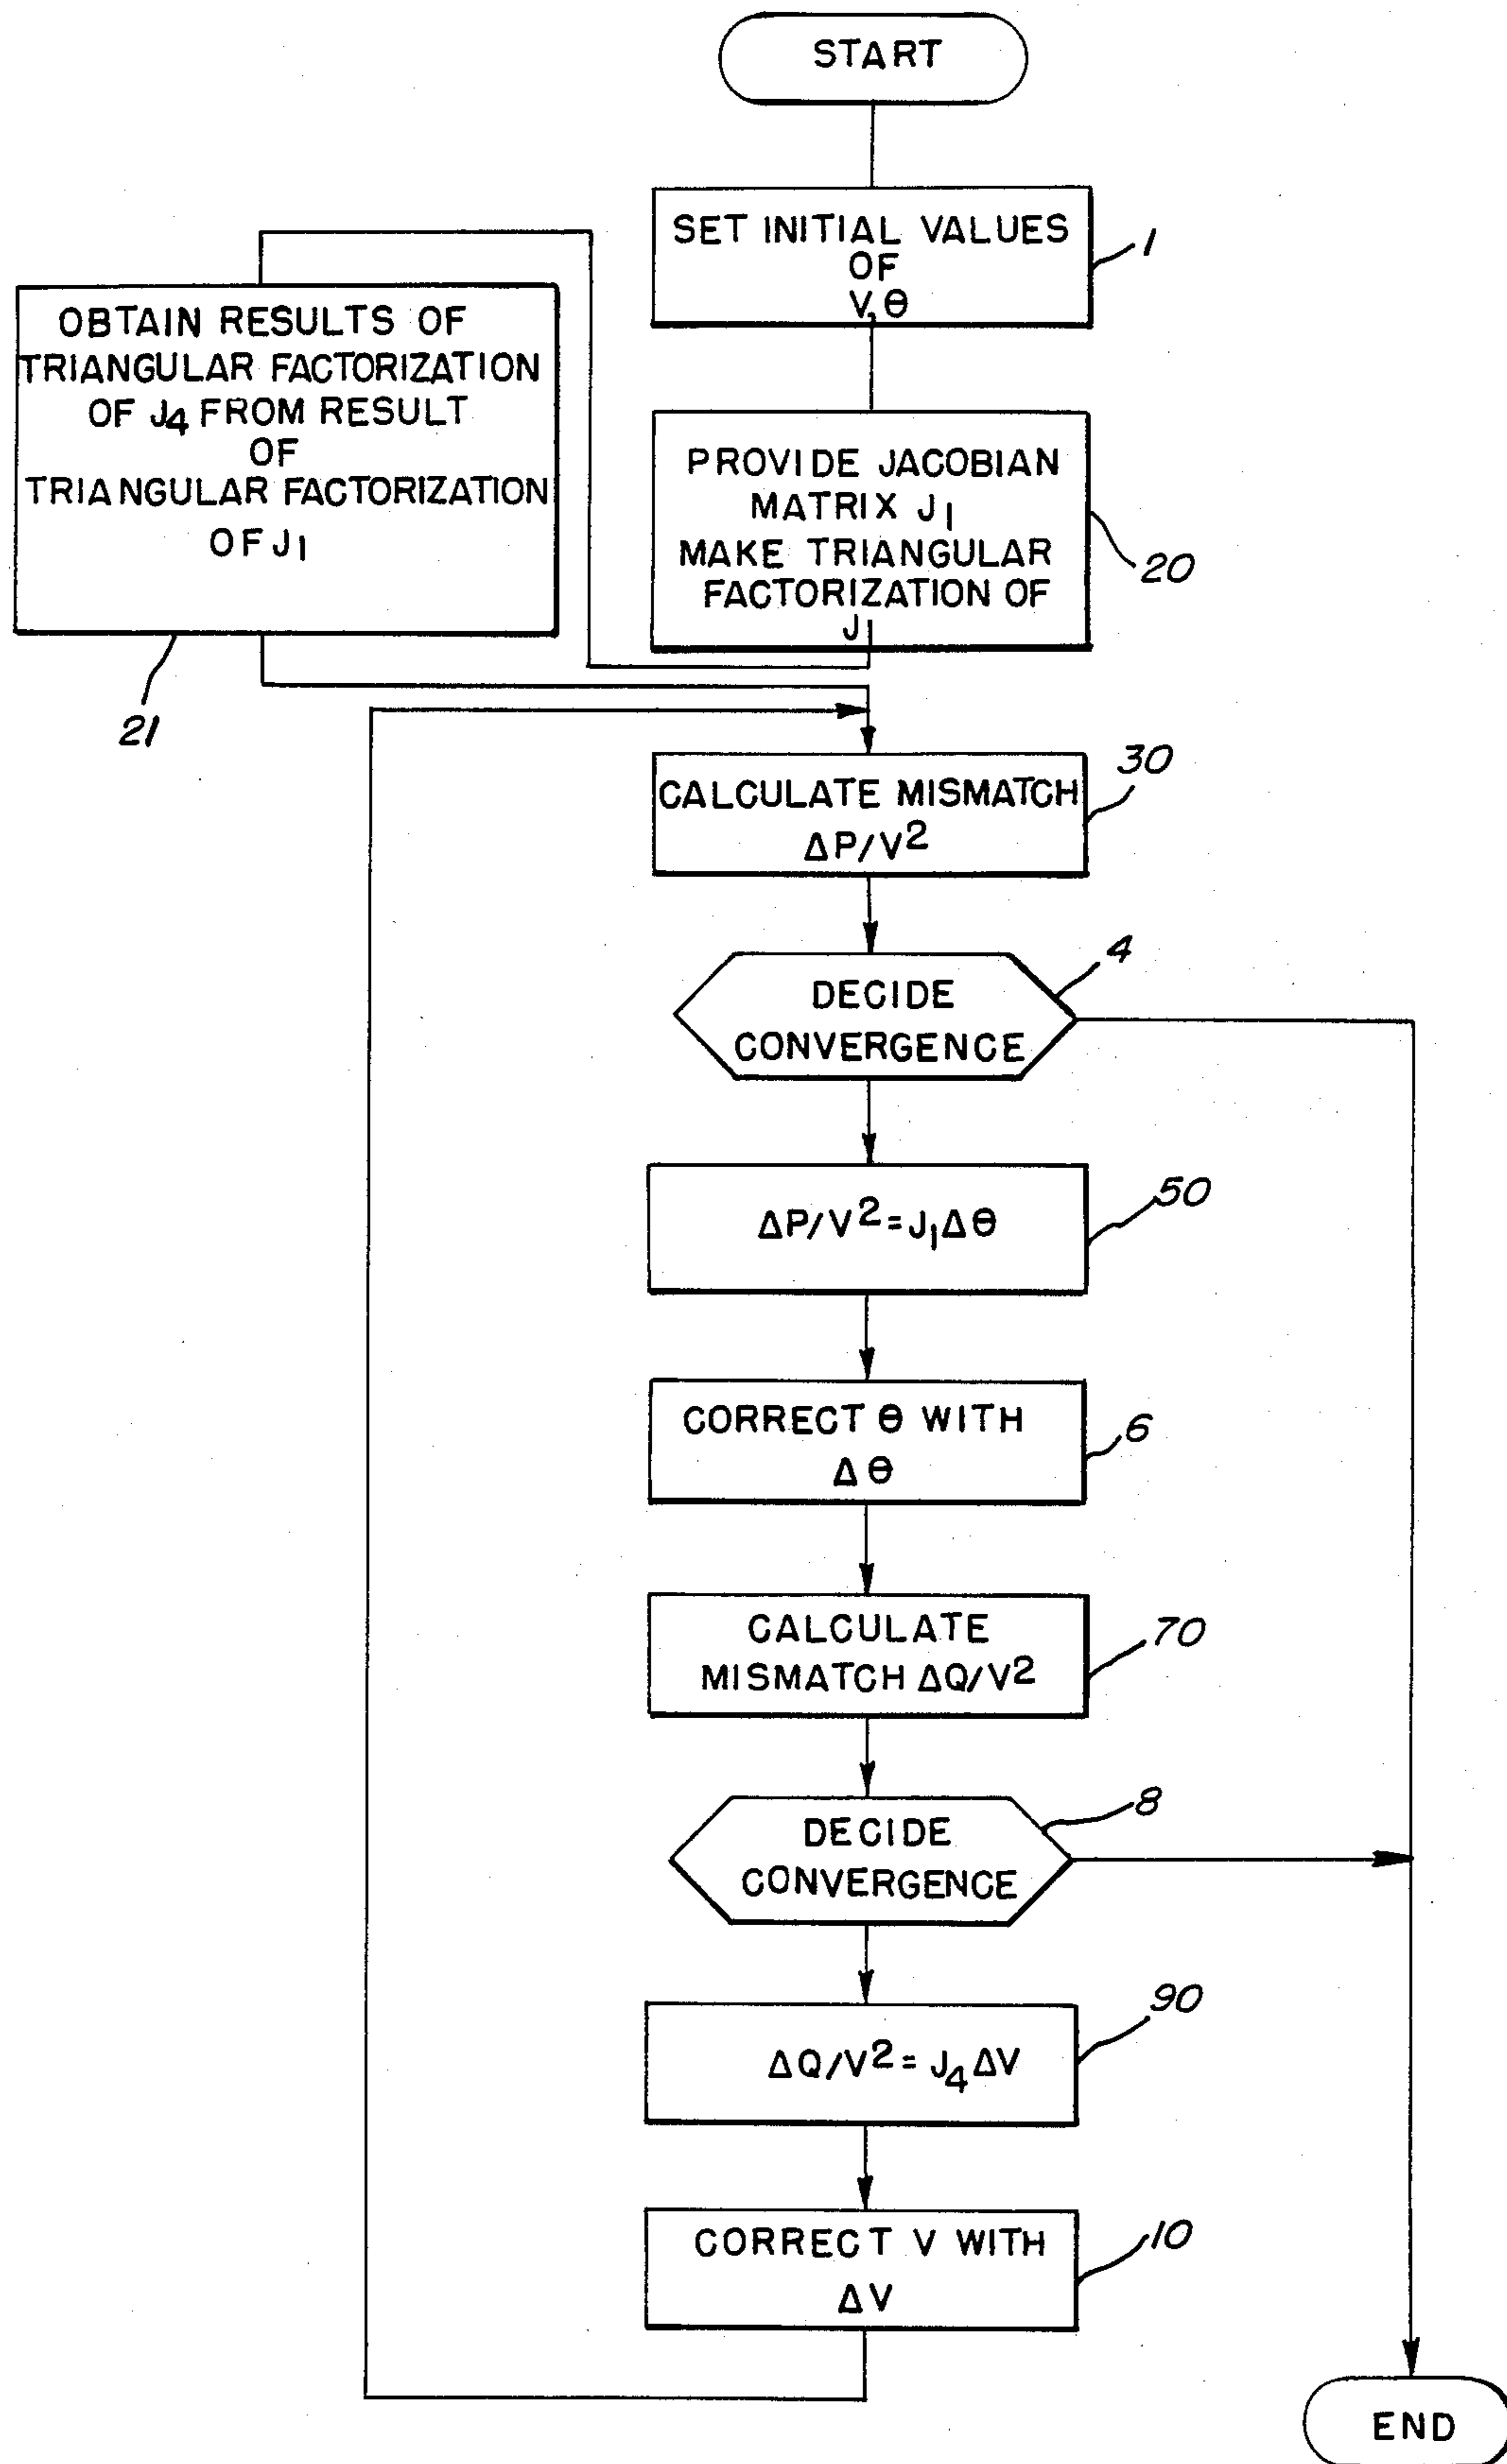 START
SET INITIAL VALUES
OF
V, θ
1
OBTAIN RESULTS OF
TRIANGULAR FACTORIZATION
OF J4 FROM RESULT
OF
TRIANGULAR FACTORIZATION
OF J1
21
PROVIDE JACOBIAN
MATRIX J1
MAKE TRIANGULAR
FACTORIZATION OF
J1
20
CALCULATE MISMATCH
ΔP/V²
30
DECIDE
CONVERGENCE
4
ΔP/V²=J1Δθ
50
CORRECT θ WITH
Δθ
6
CALCULATE
MISMATCH ΔQ/V²
70
DECIDE
CONVERGENCE
8
ΔQ/V²=J4ΔV
90
CORRECT V WITH
ΔV
10
END